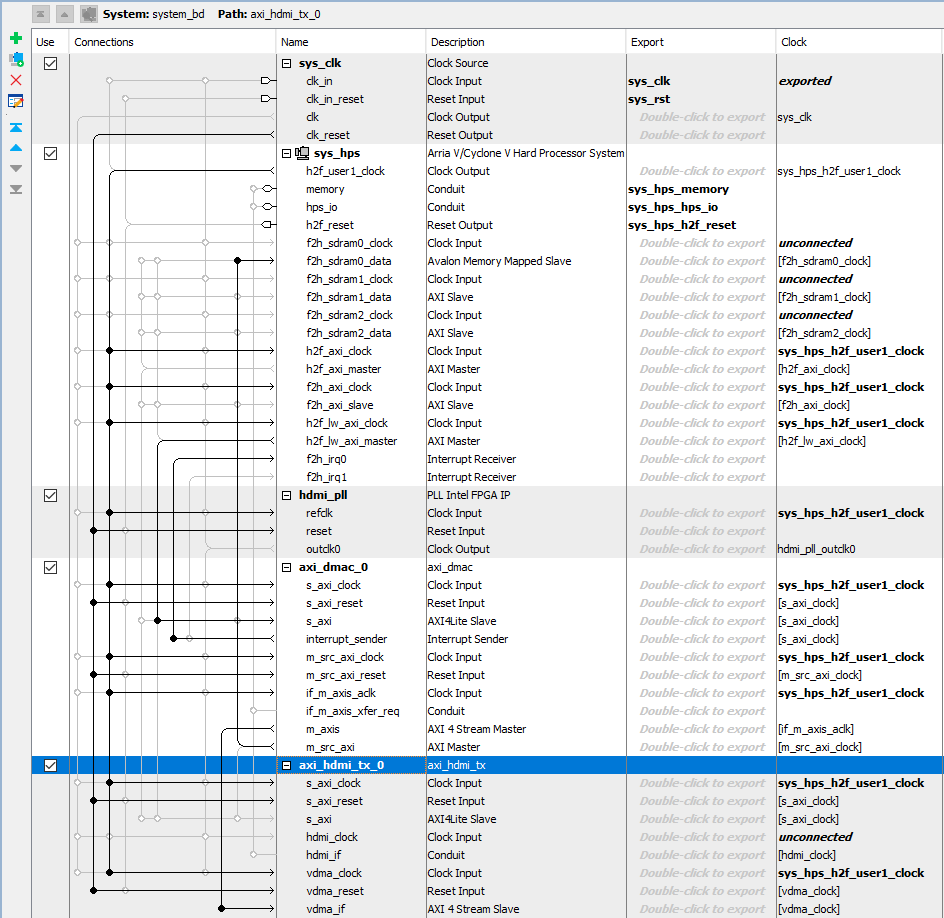 System: system_bd Path: axi_hdmi_tx_0
Use Connections Name Description Export Clock
sys_clk Clock Source
clk_in Clock Input sys_clk exported
clk_in_reset Reset Input sys_rst
clk Clock Output Double-click to export sys_clk
clk_reset Reset Output Double-click to export
sys_hps Arria V/Cyclone V Hard Processor System
h2f_user1_clock Clock Output Double-click to export sys_hps_h2f_user1_clock
memory Conduit sys_hps_memory
hps_io Conduit sys_hps_hps_io
h2f_reset Reset Output sys_hps_h2f_reset
f2h_sdram0_clock Clock Input Double-click to export unconnected
f2h_sdram0_data Avalon Memory Mapped Slave Double-click to export [f2h_sdram0_clock]
f2h_sdram1_clock Clock Input Double-click to export unconnected
f2h_sdram1_data AXI Slave Double-click to export [f2h_sdram1_clock]
f2h_sdram2_clock Clock Input Double-click to export unconnected
f2h_sdram2_data AXI Slave Double-click to export [f2h_sdram2_clock]
h2f_axi_clock Clock Input Double-click to export sys_hps_h2f_user1_clock
h2f_axi_master AXI Master Double-click to export [h2f_axi_clock]
f2h_axi_clock Clock Input Double-click to export sys_hps_h2f_user1_clock
f2h_axi_slave AXI Slave Double-click to export [f2h_axi_clock]
h2f_lw_axi_clock Clock Input Double-click to export sys_hps_h2f_user1_clock
h2f_lw_axi_master AXI Master Double-click to export [h2f_lw_axi_clock]
f2h_irq0 Interrupt Receiver Double-click to export
f2h_irq1 Interrupt Receiver Double-click to export
hdmi_pll PLL Intel FPGA IP
refclk Clock Input Double-click to export sys_hps_h2f_user1_clock
reset Reset Input Double-click to export
outclk0 Clock Output Double-click to export hdmi_pll_outclk0
axi_dmac_0 axi_dmac
s_axi_clock Clock Input Double-click to export sys_hps_h2f_user1_clock
s_axi_reset Reset Input Double-click to export [s_axi_clock]
s_axi AXI4Lite Slave Double-click to export [s_axi_clock]
interrupt_sender Interrupt Sender Double-click to export [s_axi_clock]
m_src_axi_clock Clock Input Double-click to export sys_hps_h2f_user1_clock
m_src_axi_reset Reset Input Double-click to export [m_src_axi_clock]
if_m_axis_aclk Clock Input Double-click to export sys_hps_h2f_user1_clock
if_m_axis_xfer_req Conduit Double-click to export
m_axis AXI 4 Stream Master Double-click to export [if_m_axis_aclk]
m_src_axi AXI Master Double-click to export [m_src_axi_clock]
axi_hdmi_tx_0 axi_hdmi_tx
s_axi_clock Clock Input Double-click to export sys_hps_h2f_user1_clock
s_axi_reset Reset Input Double-click to export [s_axi_clock]
s_axi AXI4Lite Slave Double-click to export [s_axi_clock]
hdmi_clock Clock Input Double-click to export unconnected
hdmi_if Conduit Double-click to export [hdmi_clock]
vdma_clock Clock Input Double-click to export sys_hps_h2f_user1_clock
vdma_reset Reset Input Double-click to export [vdma_clock]
vdma_if AXI 4 Stream Slave Double-click to export [vdma_clock]